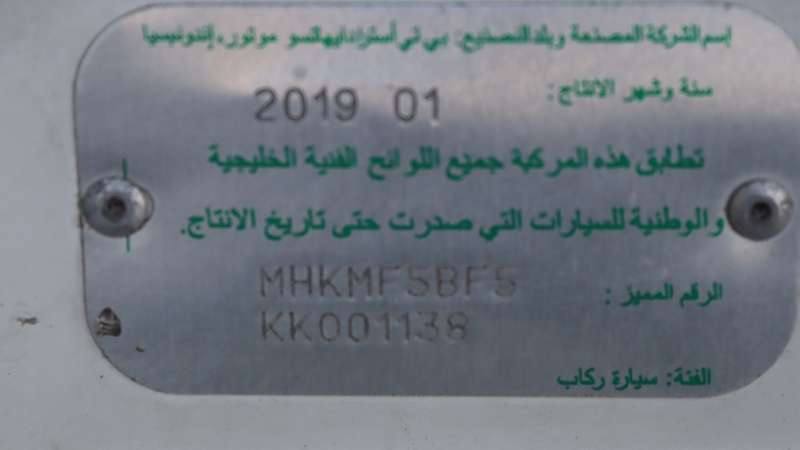 إسم الشركة المصنعة وبلد التصنيع: بي تي أسترا دايهاتسو موتور، إندونيسيا
سنة وشهر الانتاج: 2019 01
تطابق هذه المركبة جميع اللوائح الفنية الخليجية
والوطنية للسيارات التي صدرت حتى تاريخ الانتاج.
الرقم المميز : MHKMF5BF5
KK001138
الفئة: سيارة ركاب